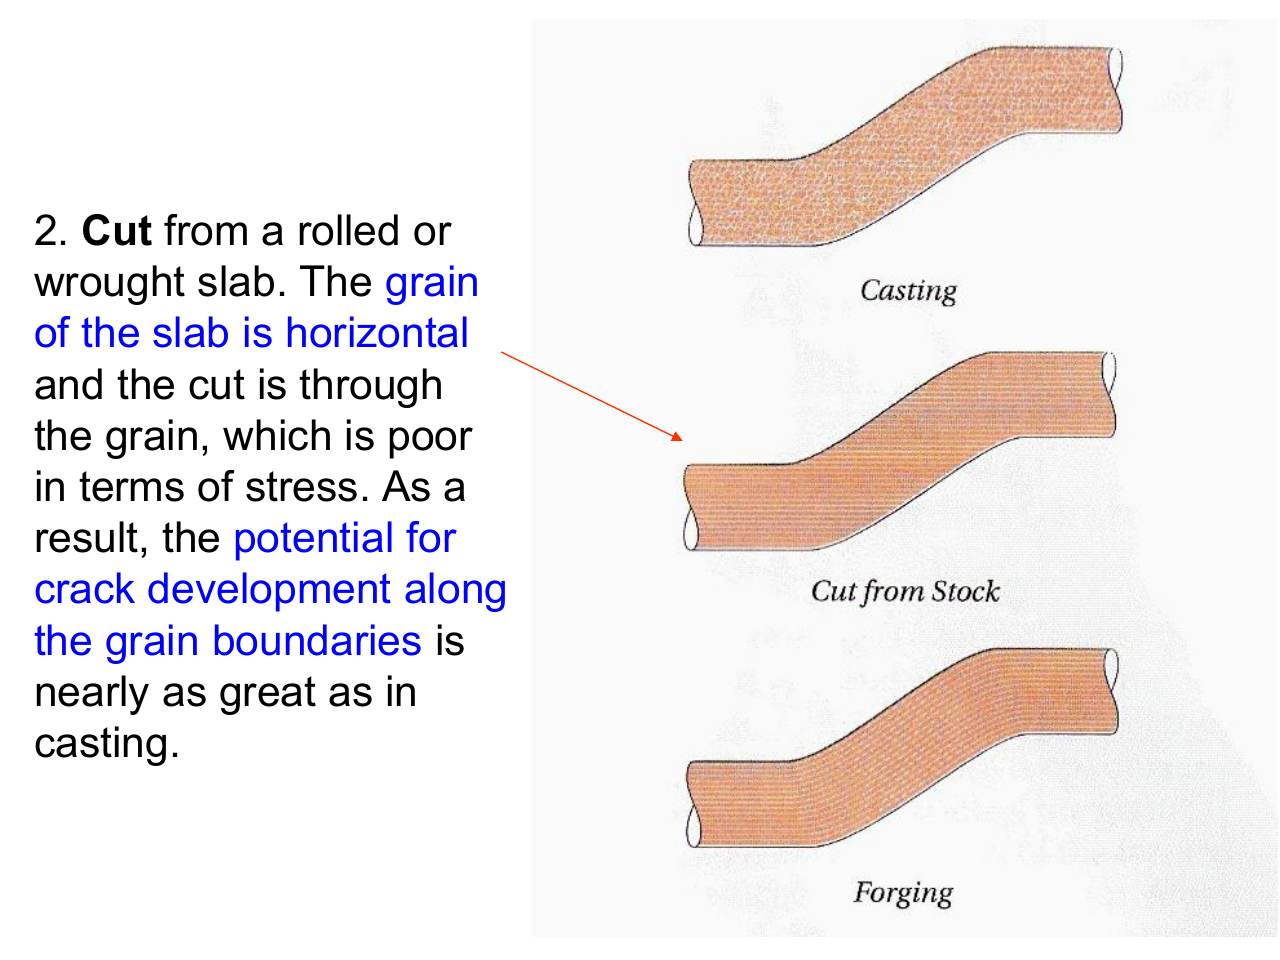 2. Cut from a rolled or
wrought slab. The grain
of the slab is horizontal
and the cut is through
the grain, which is poor
in terms of stress. As a
result, the potential for
crack development along
the grain boundaries is
nearly as great as in
casting.
Casting
Cut from Stock
Forging